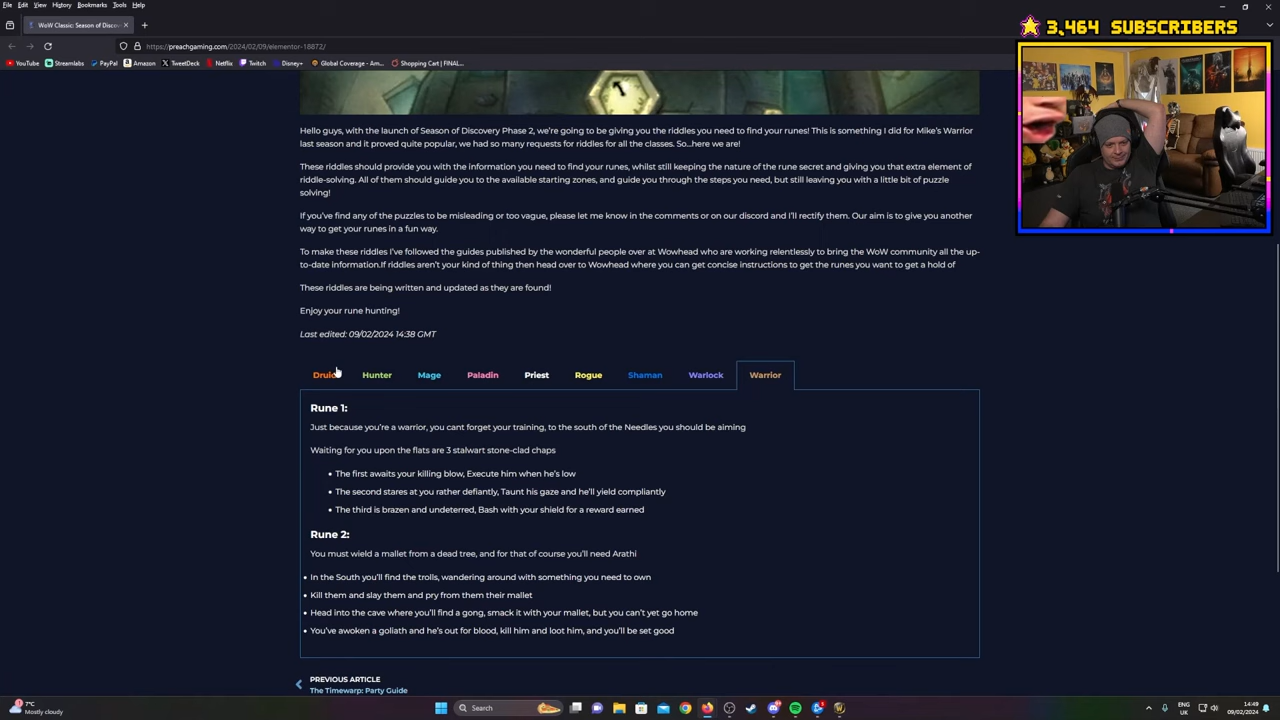 File Edit View History Bookmarks Tools Help
WoW Classic: Season of Discov
https://preachgaming.com/2024/02/09/elementor-18872/
YouTube Streamlabs PayPal Amazon TweetDeck Netflix Twitch Disney+ Global Coverage - Am... Shopping Cart | FINAL...
3,464 SUBSCRIBERS
Hello guys, with the launch of Season of Discovery Phase 2, we're going to be giving you the riddles you need to find your runes! This is something I did for Mike's Warrior
last season and it proved quite popular, we had so many requests for riddles for all the classes. So...here we are!
These riddles should provide you with the information you need to find your runes, whilst still keeping the nature of the rune secret and giving you that extra element of
riddle-solving. All of them should guide you to the available starting zones, and guide you through the steps you need, but still leaving you with a little bit of puzzle
solving!
If you've find any of the puzzles to be misleading or too vague, please let me know in the comments or on our discord and I'll rectify them. Our aim is to give you another
way to get your runes in a fun way.
To make these riddles I've followed the guides published by the wonderful people over at Wowhead who are working relentlessly to bring the WoW community all the up-
to-date information.If riddles aren't your kind of thing then head over to Wowhead where you can get concise instructions to get the runes you want to get a hold of
These riddles are being written and updated as they are found!
Enjoy your rune hunting!
Last edited: 09/02/2024 14:38 GMT
Druid Hunter Mage Paladin Priest Rogue Shaman Warlock Warrior
Rune 1:
Just because you're a warrior, you cant forget your training, to the south of the Needles you should be aiming
Waiting for you upon the flats are 3 stalwart stone-clad chaps
• The first awaits your killing blow, Execute him when he's low
• The second stares at you rather defiantly, Taunt his gaze and he'll yield compliantly
• The third is brazen and undeterred, Bash with your shield for a reward earned
Rune 2:
You must wield a mallet from a dead tree, and for that of course you'll need Arathi
• In the South you'll find the trolls, wandering around with something you need to own
• Kill them and slay them and pry from them their mallet
• Head into the cave where you'll find a gong, smack it with your mallet, but you can't yet go home
• You've awoken a goliath and he's out for blood, kill him and loot him, and you'll be set good
PREVIOUS ARTICLE
The Timewarp: Party Guide
7°C
Mostly cloudy
Search
ENG
UK
14:49
09/02/2024